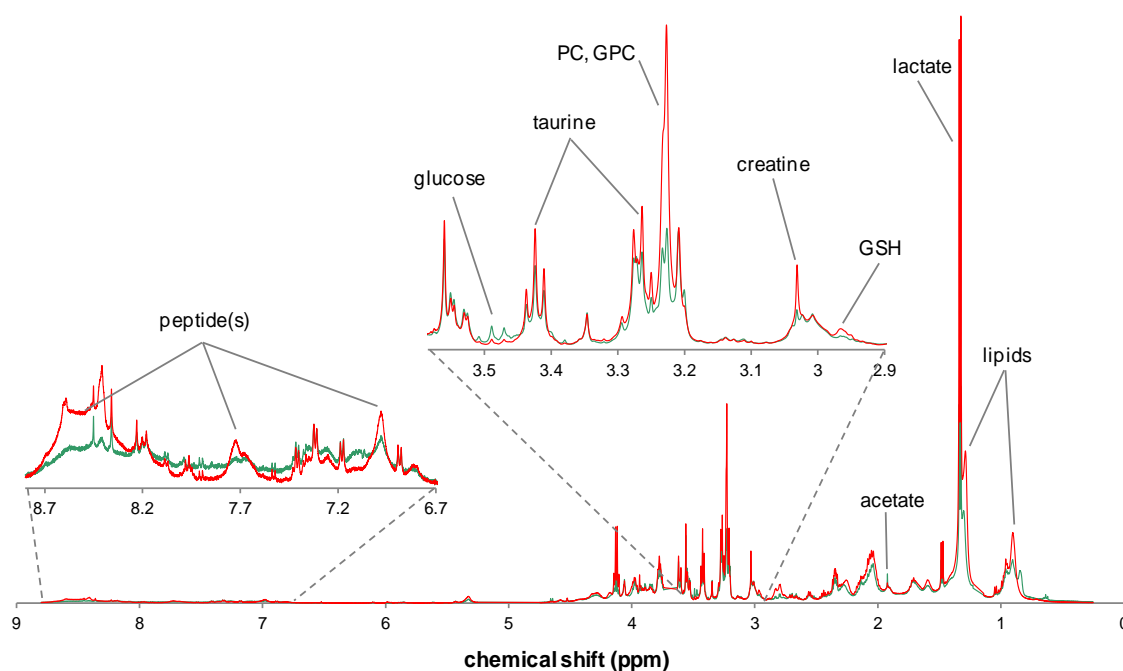 PC, GPC
lactate
taurine
creatine
glucose
GSH
peptide(s)
3.5 3.4 3.3 3.2 3.1 3 2.9
lipids
8.7 8.2 7.7 7.2 6.7
acetate
9 8 7 6 5 4 3 2 1 0
chemical shift (ppm)